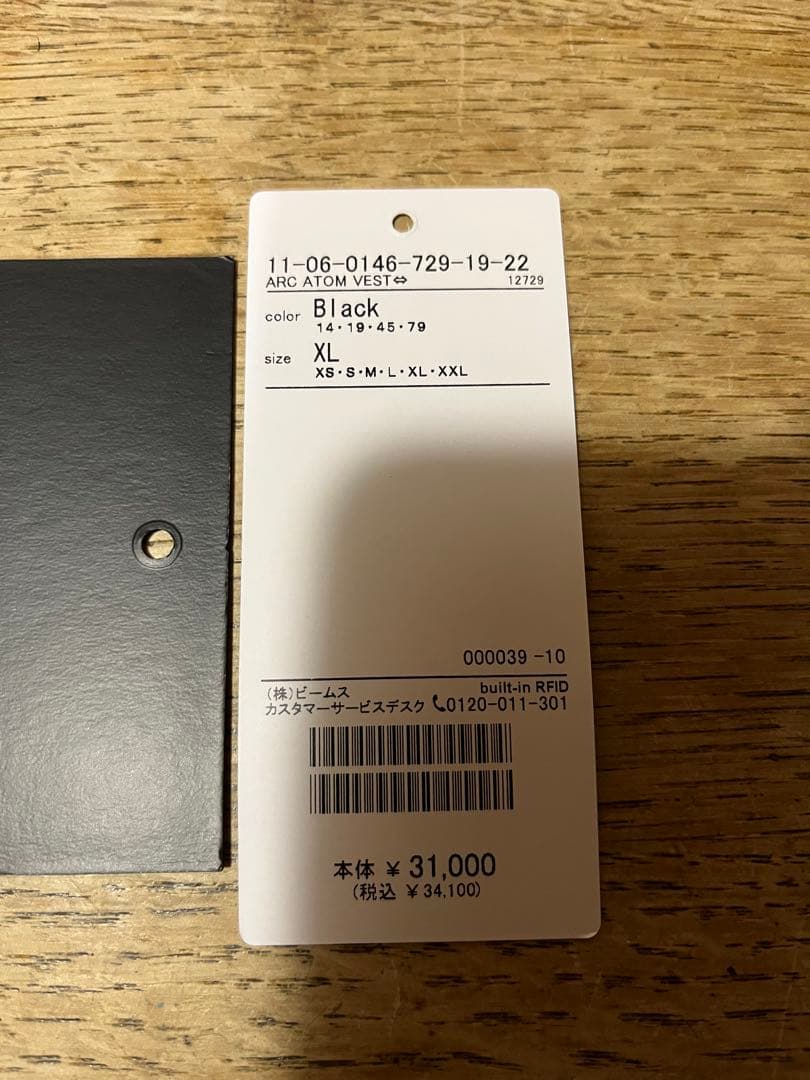 11-06-0146-729-19-22
ARC ATOM VEST⇔ 12729
color Black
14・19・45・79
size XL
XS・S・M・L・XL・XXL
000039 -10
(株)ビームス built-in RFID
カスタマーサービスデスク 📞0120-011-301
本体 ¥ 31,000
(税込 ¥ 34,100)